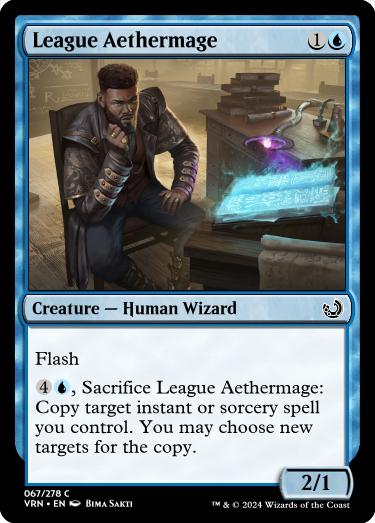 League Aethermage 1
Creature — Human Wizard
Flash
4 , Sacrifice League Aethermage:
Copy target instant or sorcery spell
you control. You may choose new
targets for the copy.
2/1
067/278 C
VRN • EN BIMA SAKTI
™ & © 2024 Wizards of the Coast